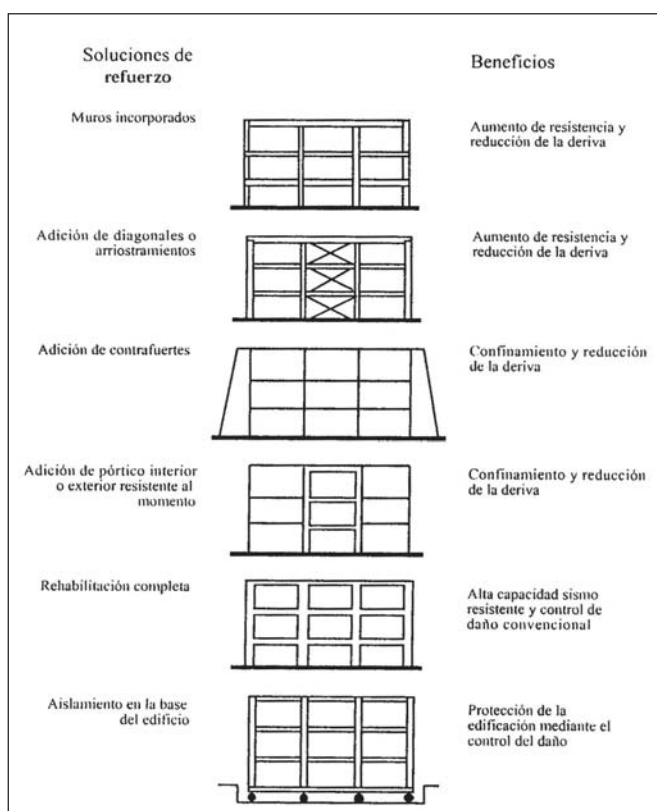 Soluciones de
refuerzo
Beneficios
Muros incorporados
Aumento de resistencia y
reducción de la deriva
Adición de diagonales o
arriostramientos
Aumento de resistencia y
reducción de la deriva
Adición de contrafuertes
Confinamiento y reducción
de la deriva
Adición de pórtico interior
o exterior resistente al
momento
Confinamiento y reducción
de la deriva
Rehabilitación completa
Alta capacidad sismo
resistente y control de
daño convencional
Aislamiento en la base
del edificio
Protección de la
edificación mediante el
control del daño